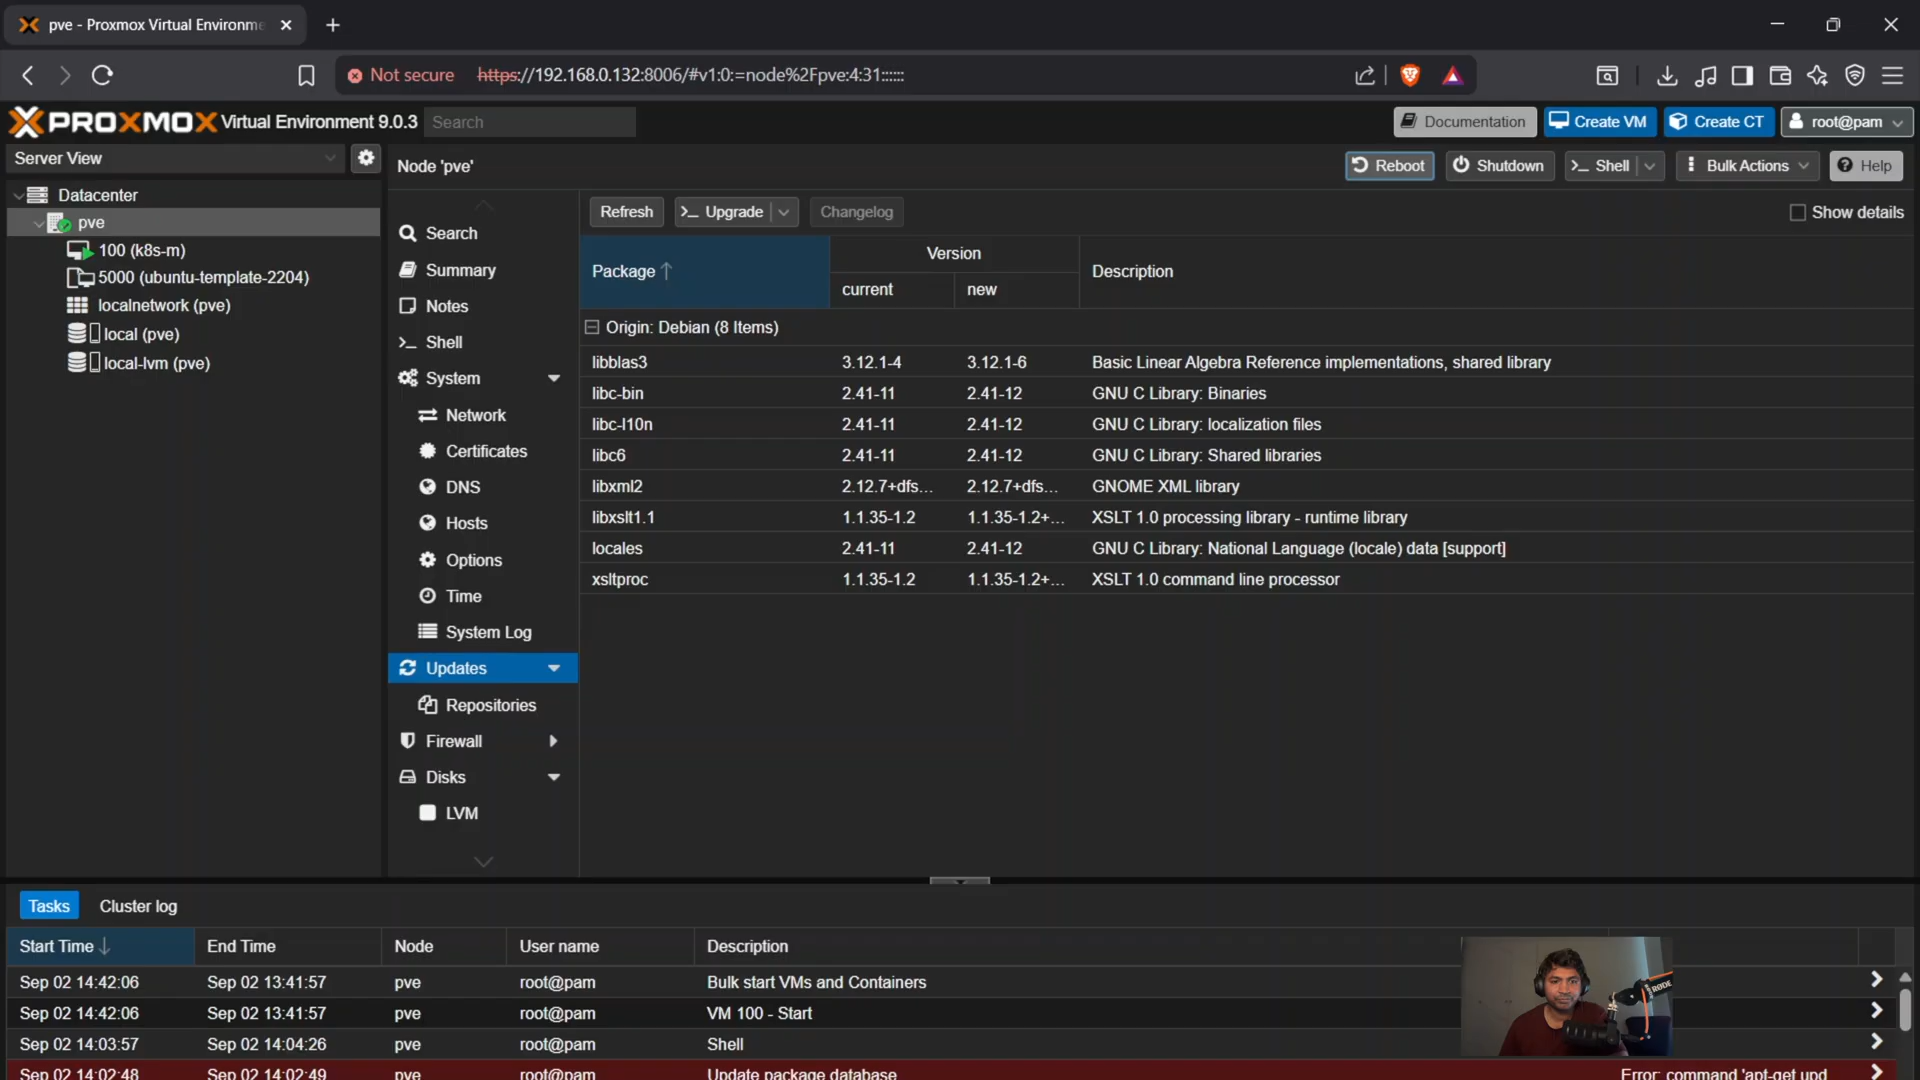 pve - Proxmox Virtual Environme
Not secure https://192.168.0.132:8006/#v1:0:=node%2Fpve:4:31::::::
PROXMOX Virtual Environment 9.0.3 Search
Documentation Create VM Create CT root@pam
Server View
Node 'pve'
Reboot Shutdown Shell Bulk Actions Help
Datacenter
pve
100 (k8s-m)
5000 (ubuntu-template-2204)
localnetwork (pve)
local (pve)
local-lvm (pve)
Search
Summary
Notes
Shell
System
Network
Certificates
DNS
Hosts
Options
Time
System Log
Updates
Repositories
Firewall
Disks
LVM
Refresh Upgrade Changelog Show details
Package Version Description
current new
Origin: Debian (8 Items)
libblas3 3.12.1-4 3.12.1-6 Basic Linear Algebra Reference implementations, shared library
libc-bin 2.41-11 2.41-12 GNU C Library: Binaries
libc-l10n 2.41-11 2.41-12 GNU C Library: localization files
libc6 2.41-11 2.41-12 GNU C Library: Shared libraries
libxml2 2.12.7+dfs... 2.12.7+dfs... GNOME XML library
libxslt1.1 1.1.35-1.2 1.1.35-1.2+... XSLT 1.0 processing library - runtime library
locales 2.41-11 2.41-12 GNU C Library: National Language (locale) data [support]
xsltproc 1.1.35-1.2 1.1.35-1.2+... XSLT 1.0 command line processor
Tasks Cluster log
Start Time End Time Node User name Description
Sep 02 14:42:06 Sep 02 13:41:57 pve root@pam Bulk start VMs and Containers
Sep 02 14:42:06 Sep 02 13:41:57 pve root@pam VM 100 - Start
Sep 02 14:03:57 Sep 02 14:04:26 pve root@pam Shell
Sep 02 14:02:48 Sep 02 14:02:49 pve root@pam Update package database Error: command 'apt-get upd
RØDE